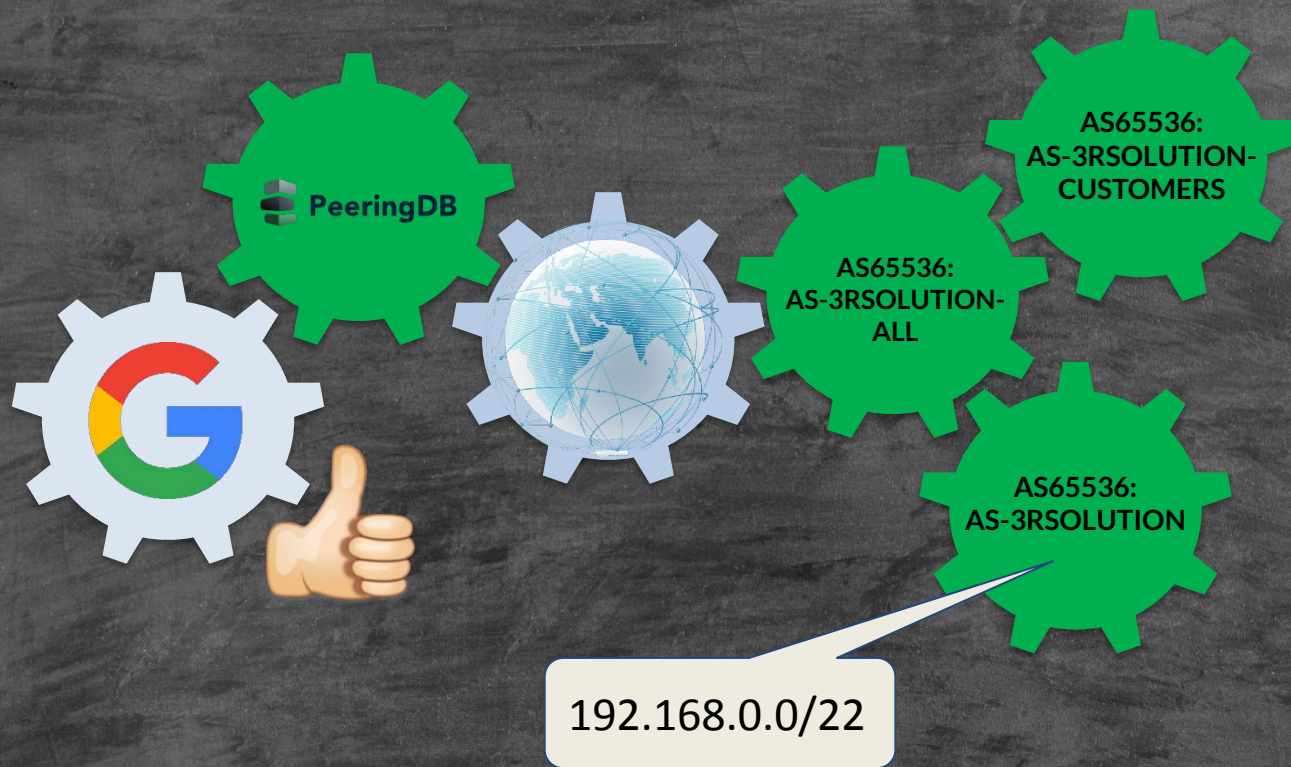 PeeringDB
AS65536:
AS-3RSOLUTION-
CUSTOMERS
AS65536:
AS-3RSOLUTION-
ALL
AS65536:
AS-3RSOLUTION
192.168.0.0/22